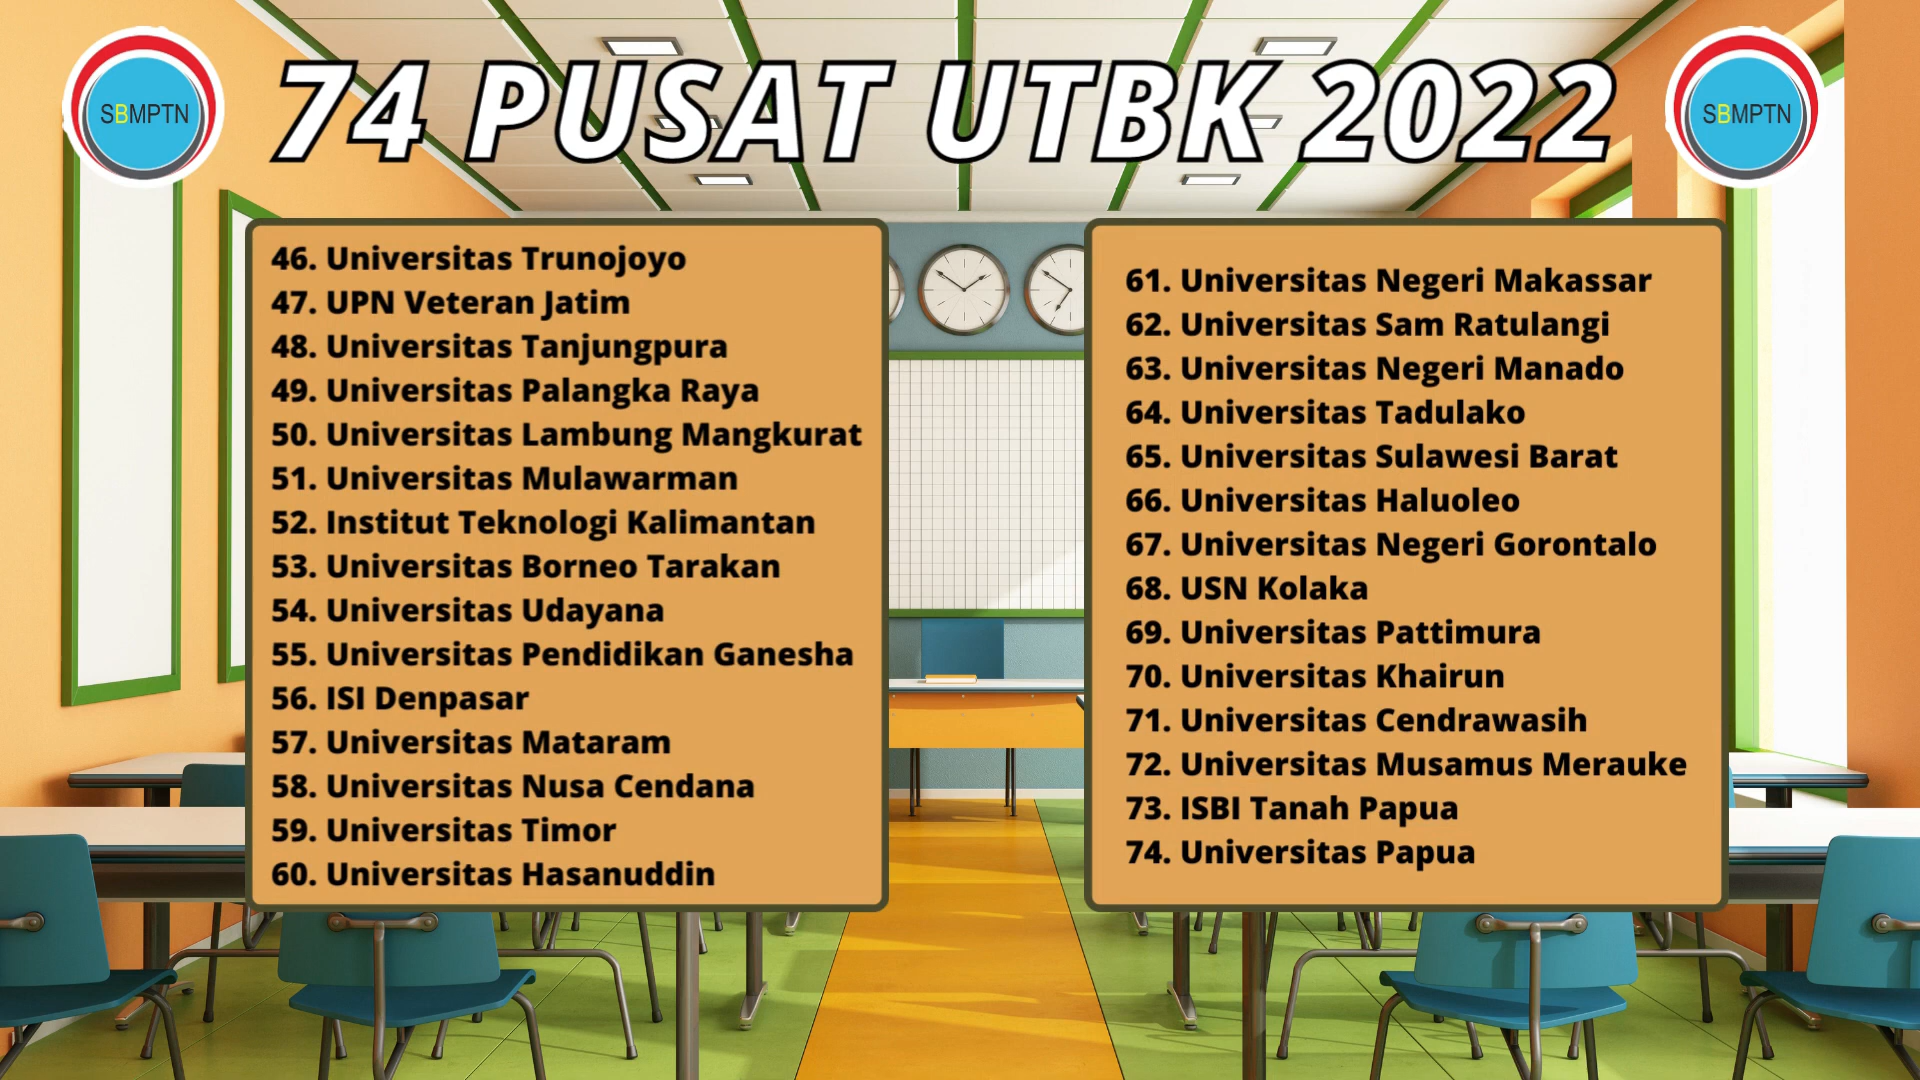 SBMPTN
74 PUSAT UTBK 2022
SBMPTN
46. Universitas Trunojoyo
47. UPN Veteran Jatim
48. Universitas Tanjungpura
49. Universitas Palangka Raya
50. Universitas Lambung Mangkurat
51. Universitas Mulawarman
52. Institut Teknologi Kalimantan
53. Universitas Borneo Tarakan
54. Universitas Udayana
55. Universitas Pendidikan Ganesha
56. ISI Denpasar
57. Universitas Mataram
58. Universitas Nusa Cendana
59. Universitas Timor
60. Universitas Hasanuddin
61. Universitas Negeri Makassar
62. Universitas Sam Ratulangi
63. Universitas Negeri Manado
64. Universitas Tadulako
65. Universitas Sulawesi Barat
66. Universitas Haluoleo
67. Universitas Negeri Gorontalo
68. USN Kolaka
69. Universitas Pattimura
70. Universitas Khairun
71. Universitas Cendrawasih
72. Universitas Musamus Merauke
73. ISBI Tanah Papua
74. Universitas Papua